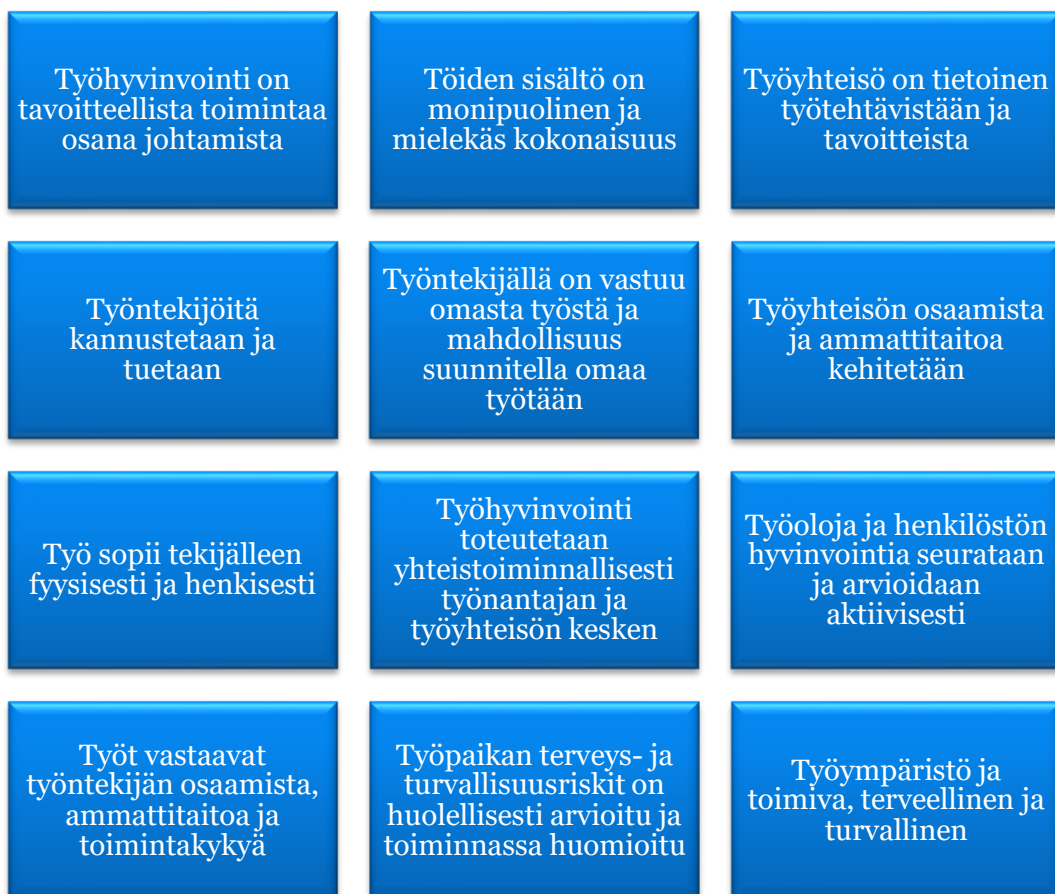 Työhyvinvointi on
tavoitteellista toimintaa
osana johtamista
Töiden sisältö on
monipuolinen ja
mielekäs kokonaisuus
Työyhteisö on tietoinen
työtehtävistään ja
tavoitteista
Työntekijöitä
kannustetaan ja
tuetaan
Työntekijällä on vastuu
omasta työstä ja
mahdollisuus
suunnitella omaa
työtään
Työyhteisön osaamista
ja ammattitaitoa
kehitetään
Työ sopii tekijälleen
fyysisesti ja henkisesti
Työhyvinvointi
toteutetaan
yhteistoiminnallisesti
työnantajan ja
työyhteisön kesken
Työoloja ja henkilöstön
hyvinvointia seurataan
ja arvioidaan
aktiivisesti
Työt vastaavat
työntekijän osaamista,
ammattitaitoa ja
toimintakykyä
Työpaikan terveys- ja
turvallisuusriskit on
huolellisesti arvioitu ja
toiminnassa huomioitu
Työympäristö ja
toimiva, terveellinen ja
turvallinen